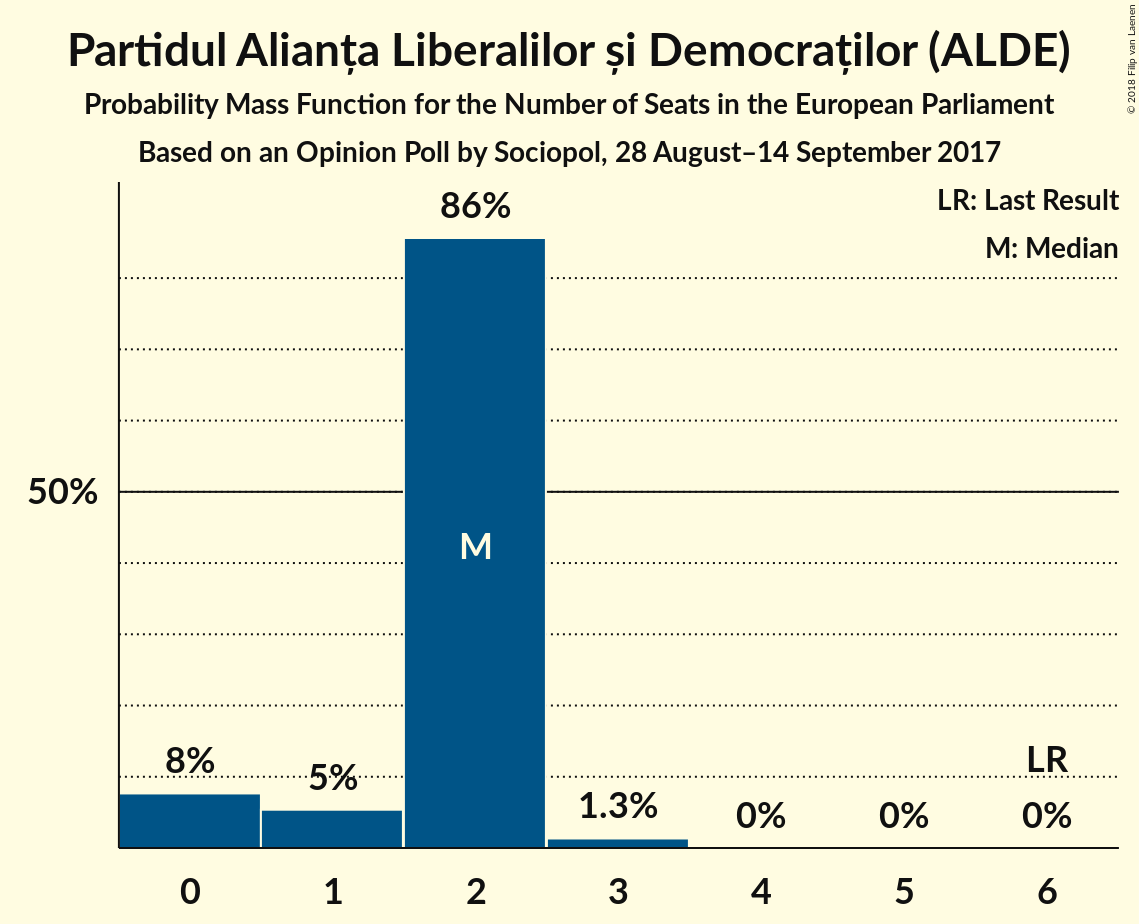 Partidul Alianța Liberalilor și Democraților (ALDE)
Probability Mass Function for the Number of Seats in the European Parliament
Based on an Opinion Poll by Sociopol, 28 August–14 September 2017
© 2018 Filip van Laenen
LR: Last Result
M: Median
86%
50%
M
8%
5%
1.3%
0%
0%
LR
0%
0 1 2 3 4 5 6